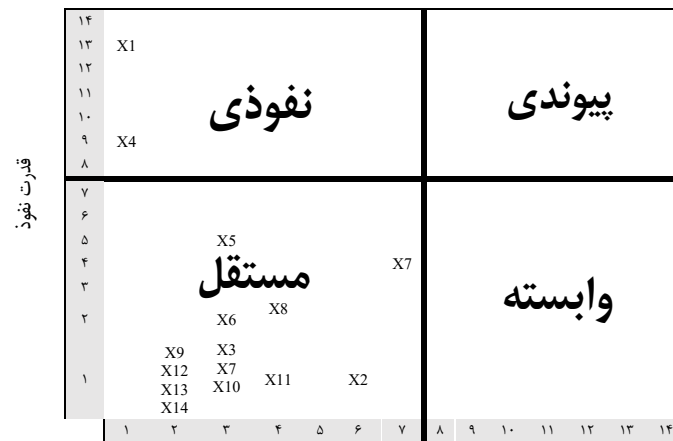 ۱۴
۱۳ X1
۱۲
۱۱
نفوذی پیوندی
۱۰
۹ X4
۸
قدرت نفوذ
۷
۶
۵ X5
۴ X7
مستقل وابسته
۳
X8
۲ X6
X9 X3
X12 X7
۱ X11 X2
X13 X10
X14
۱ ۲ ۳ ۴ ۵ ۶ ۷ ۸ ۹ ۱۰ ۱۱ ۱۲ ۱۳ ۱۴